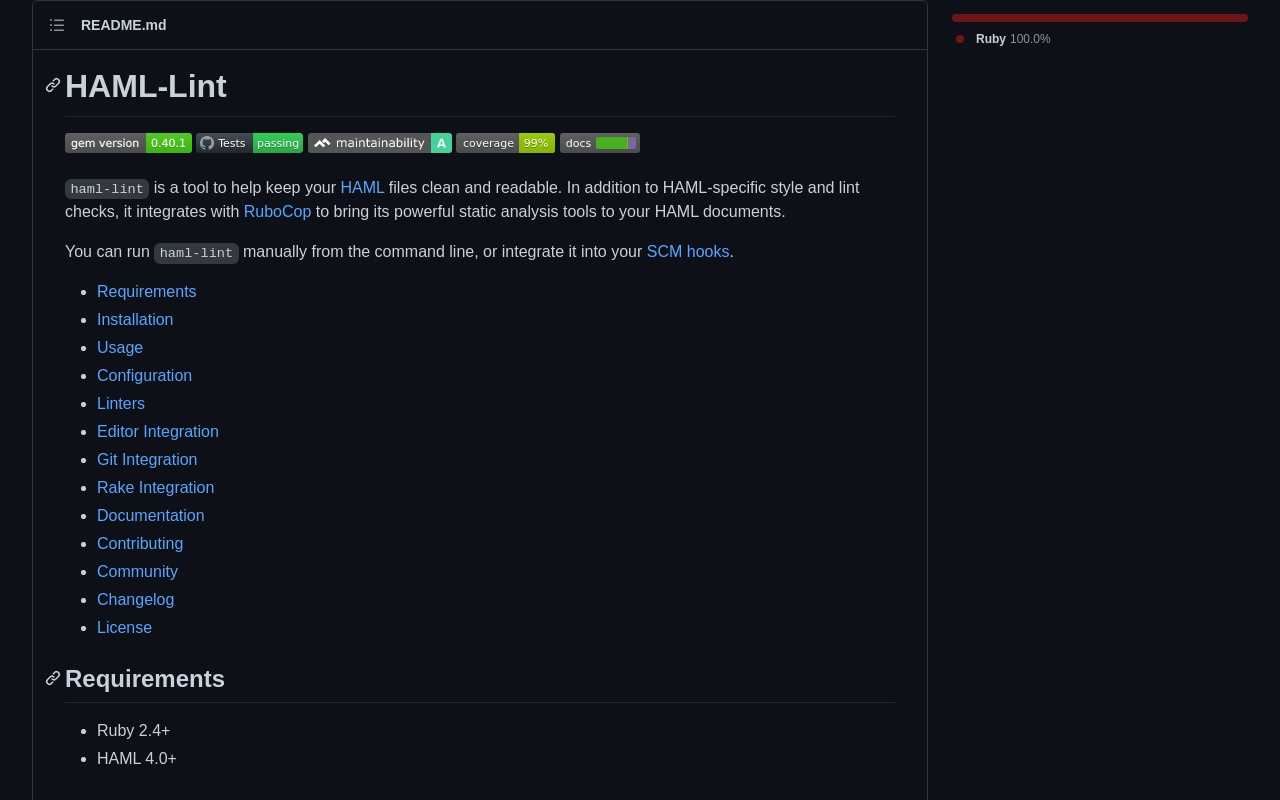 README.md
Ruby 100.0%
HAML-Lint
gem version 0.40.1 Tests passing maintainability A coverage 99% docs
haml-lint is a tool to help keep your HAML files clean and readable. In addition to HAML-specific style and lint
checks, it integrates with RuboCop to bring its powerful static analysis tools to your HAML documents.
You can run haml-lint manually from the command line, or integrate it into your SCM hooks.
Requirements
Installation
Usage
Configuration
Linters
Editor Integration
Git Integration
Rake Integration
Documentation
Contributing
Community
Changelog
License
Requirements
Ruby 2.4+
HAML 4.0+